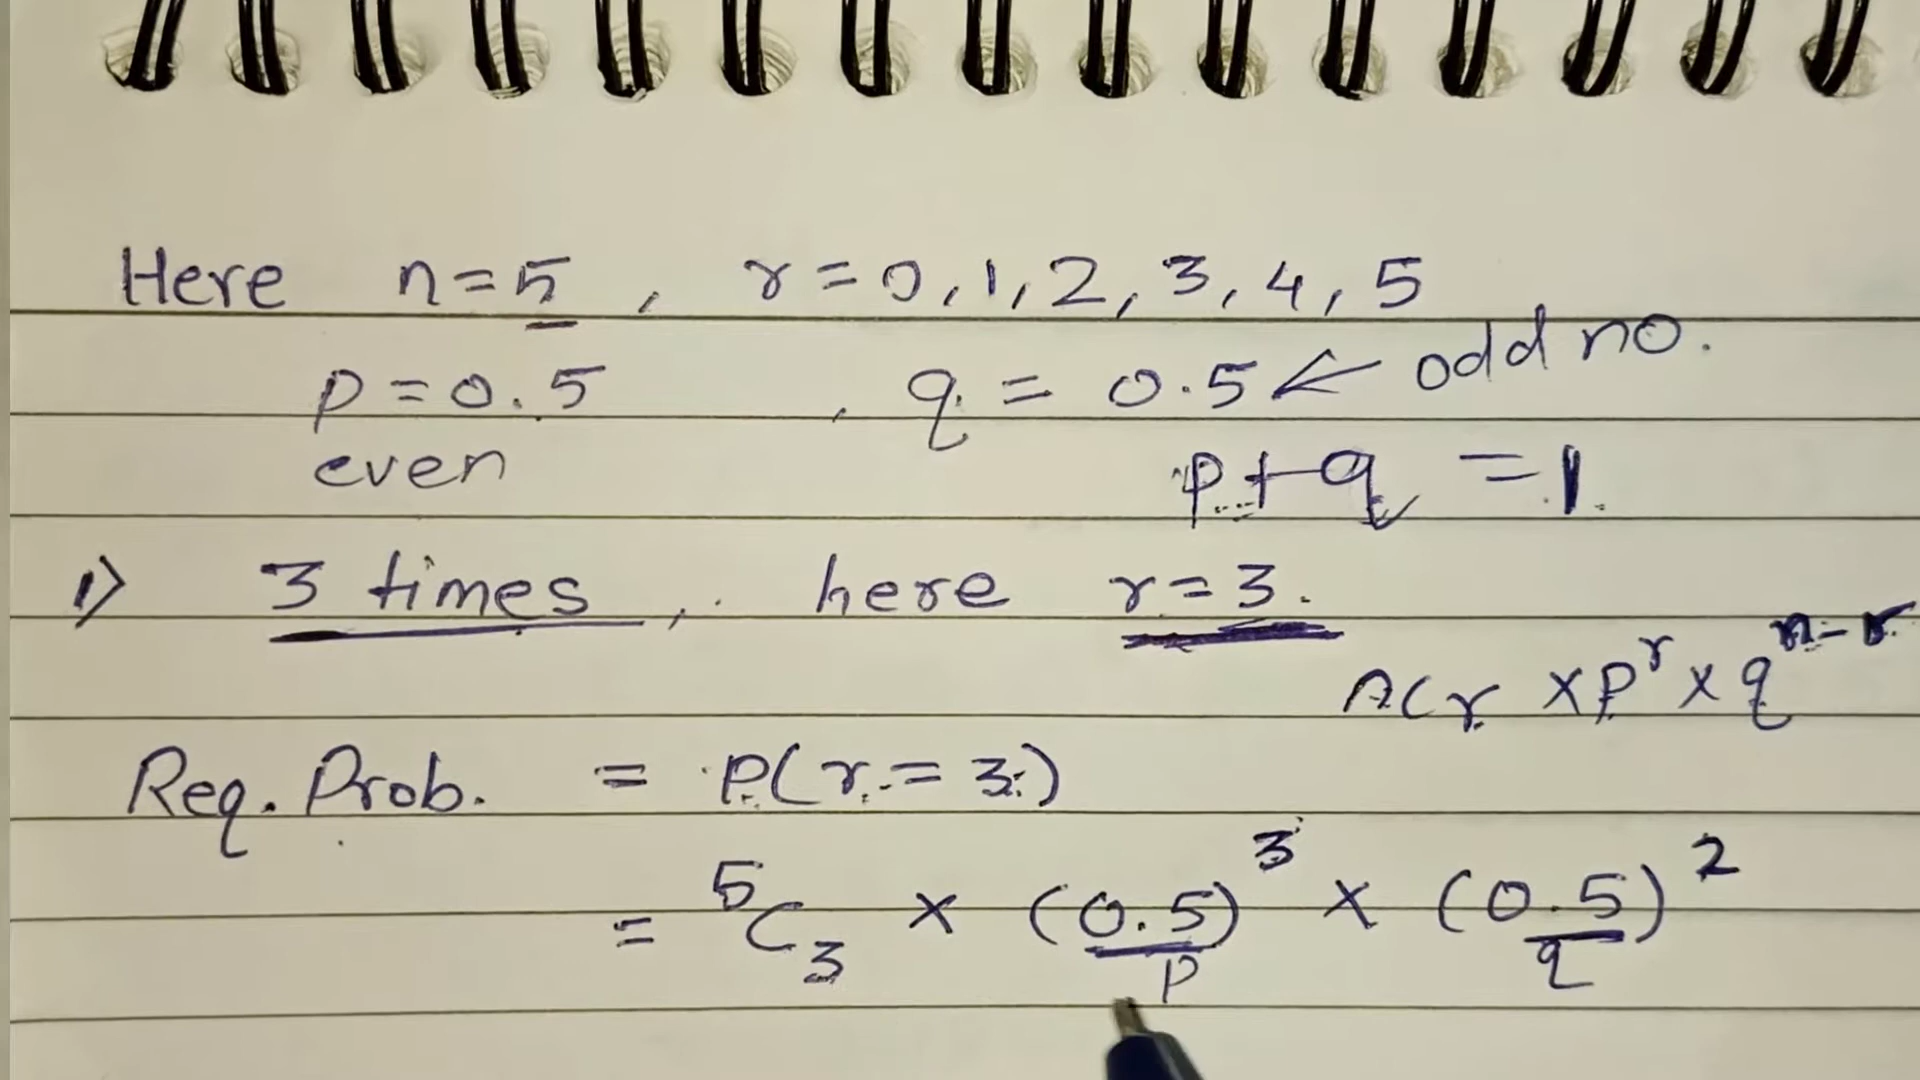 Here n=5, r=0,1,2,3,4,5
p=0.5, q=0.5 ← odd no.
even p+q=1.
1) 3 times, here r=3.
nCr × p^r × q^n-r
Req. Prob. = P(r=3)
= ⁵C₃ × (0.5)³ × (0.5)²
p q